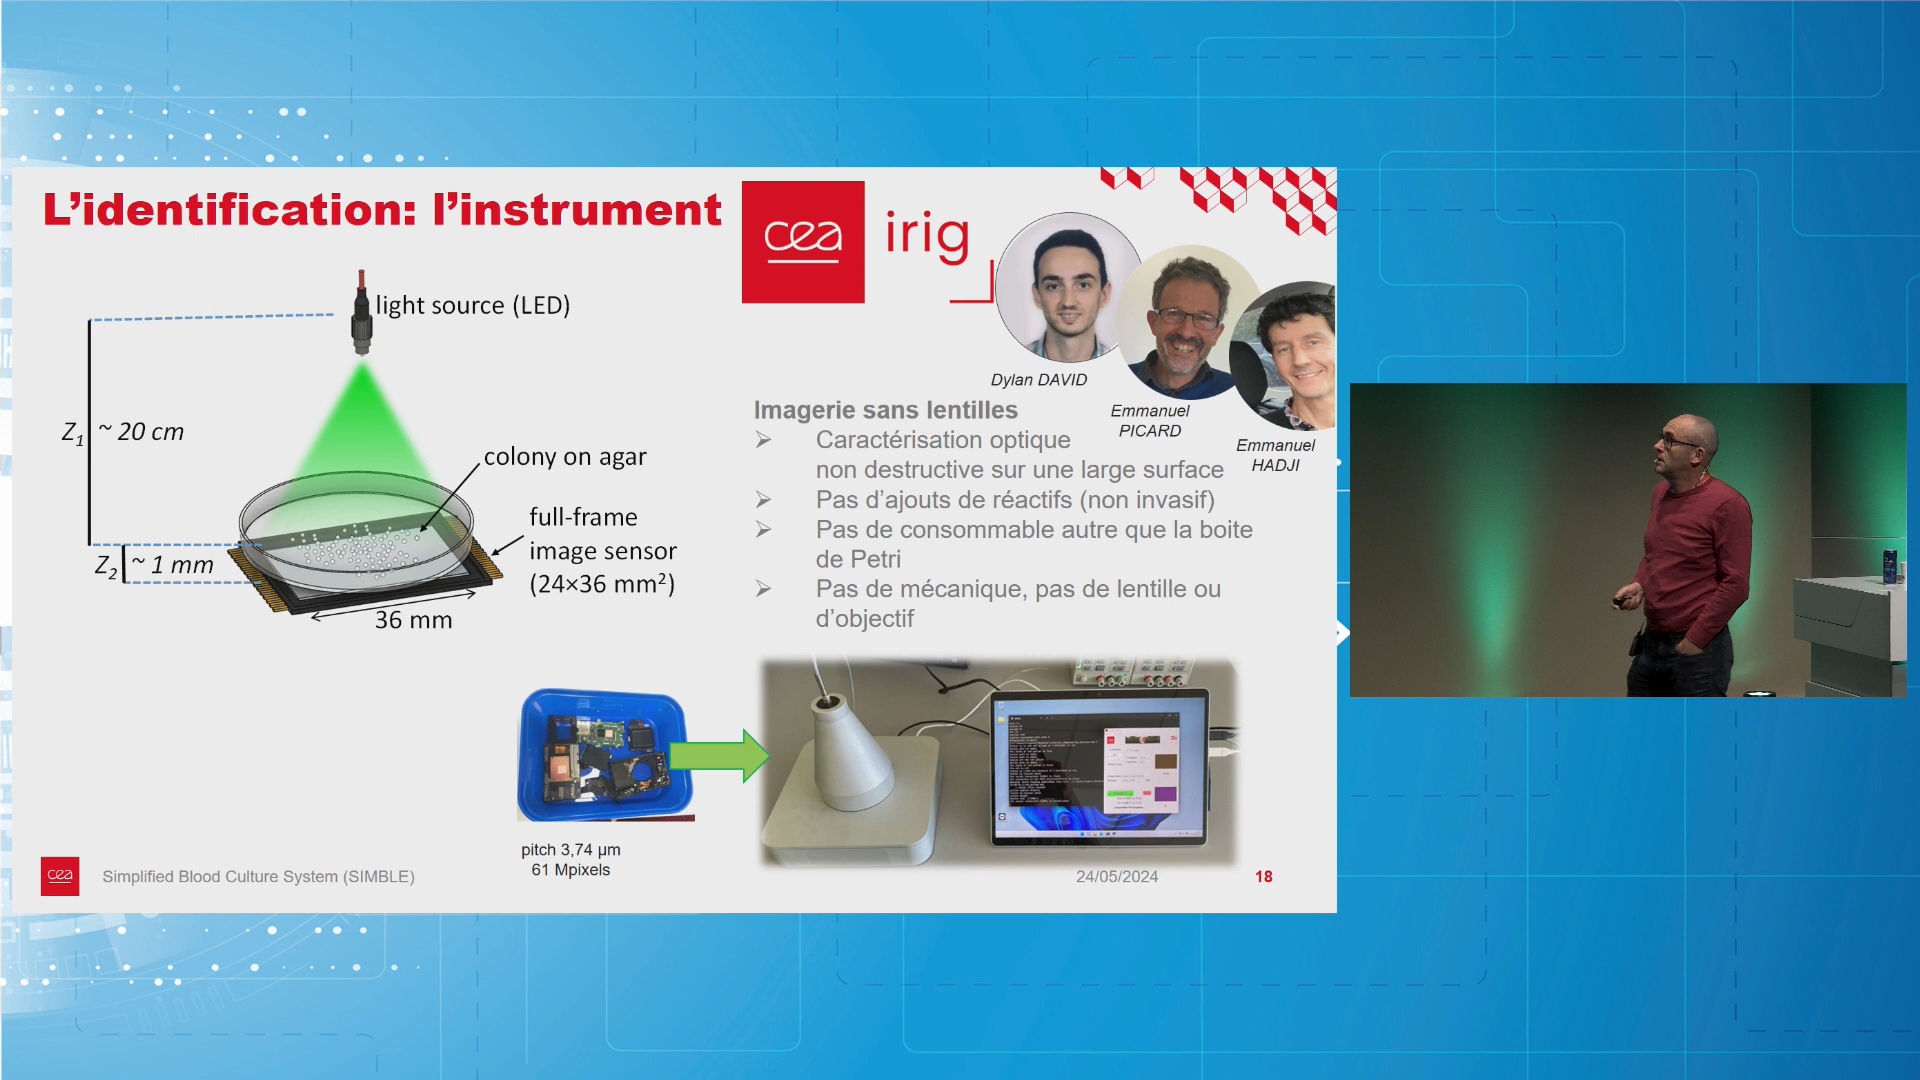 L’identification: l’instrument
cea
irig
light source (LED)
Z1 ~ 20 cm
colony on agar
full-frame
image sensor
(24×36 mm²)
Z2 ~ 1 mm
36 mm
Dylan DAVID
Emmanuel
PICARD
Emmanuel
HADJI
Imagerie sans lentilles
➢ Caractérisation optique
non destructive sur une large surface
➢ Pas d’ajouts de réactifs (non invasif)
➢ Pas de consommable autre que la boite
de Petri
➢ Pas de mécanique, pas de lentille ou
d’objectif
pitch 3,74 µm
61 Mpixels
cea
Simplified Blood Culture System (SIMBLE)
24/05/2024
18